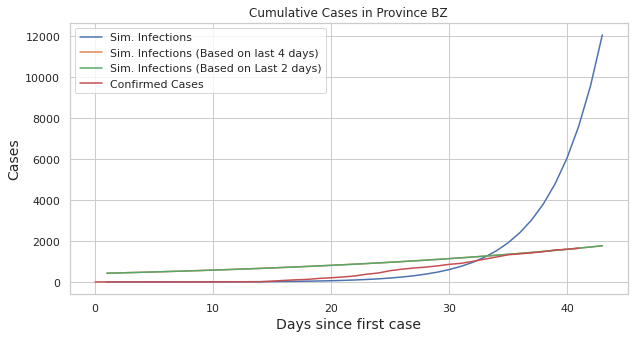 Cumulative Cases in Province BZ
Sim. Infections
Sim. Infections (Based on last 4 days)
Sim. Infections (Based on Last 2 days)
Confirmed Cases
Cases
12000
10000
8000
6000
4000
2000
0
0 10 20 30 40
Days since first case